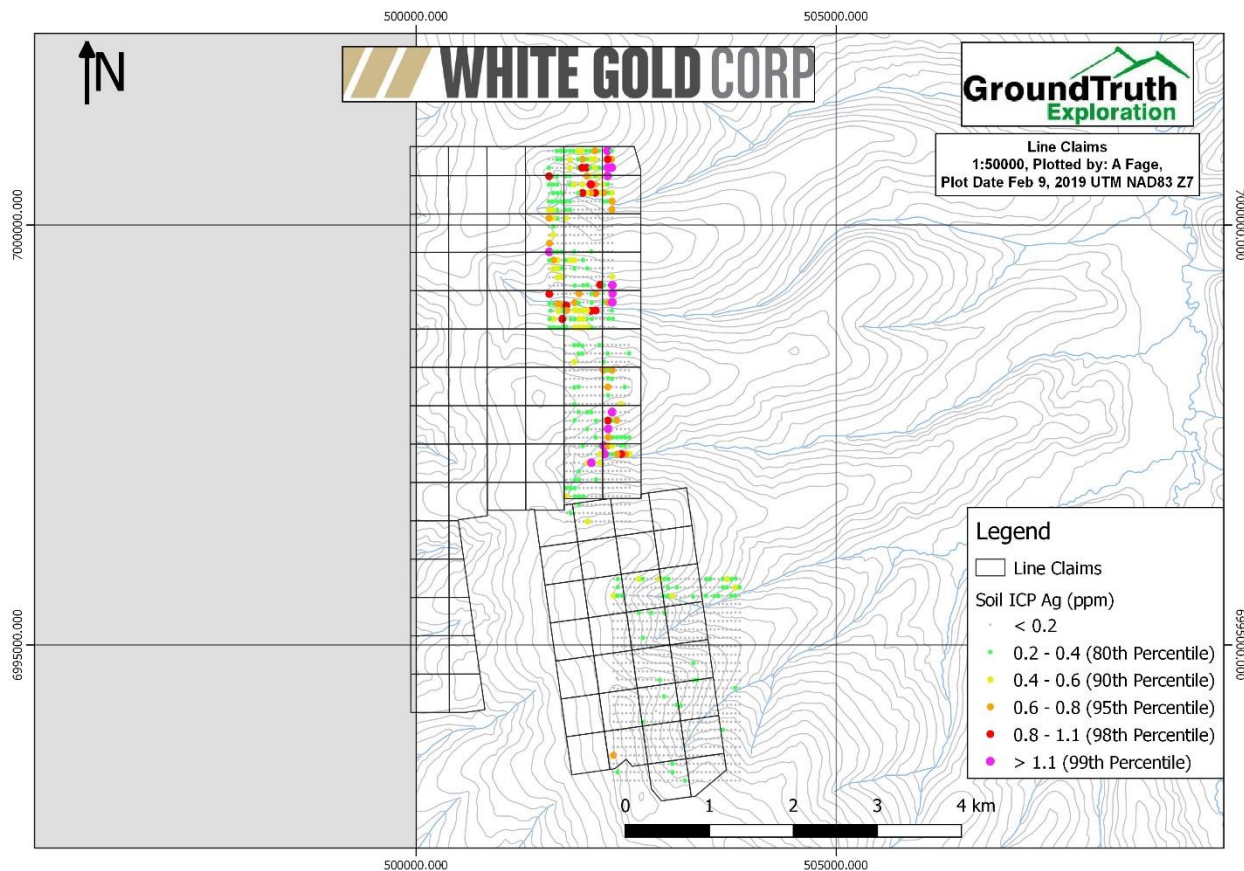 500000.000
505000.000
N
WHITE GOLD CORP
GroundTruth
Exploration
Line Claims
1:50000, Plotted by: A Fage,
Plot Date Feb 9, 2019 UTM NAD83 Z7
7000000.000
7000000.000
Legend
Line Claims
Soil ICP Ag (ppm)
< 0.2
0.2 - 0.4 (80th Percentile)
0.4 - 0.6 (90th Percentile)
0.6 - 0.8 (95th Percentile)
0.8 - 1.1 (98th Percentile)
> 1.1 (99th Percentile)
6995000.000
6995000.000
0 1 2 3 4 km
500000.000
505000.000